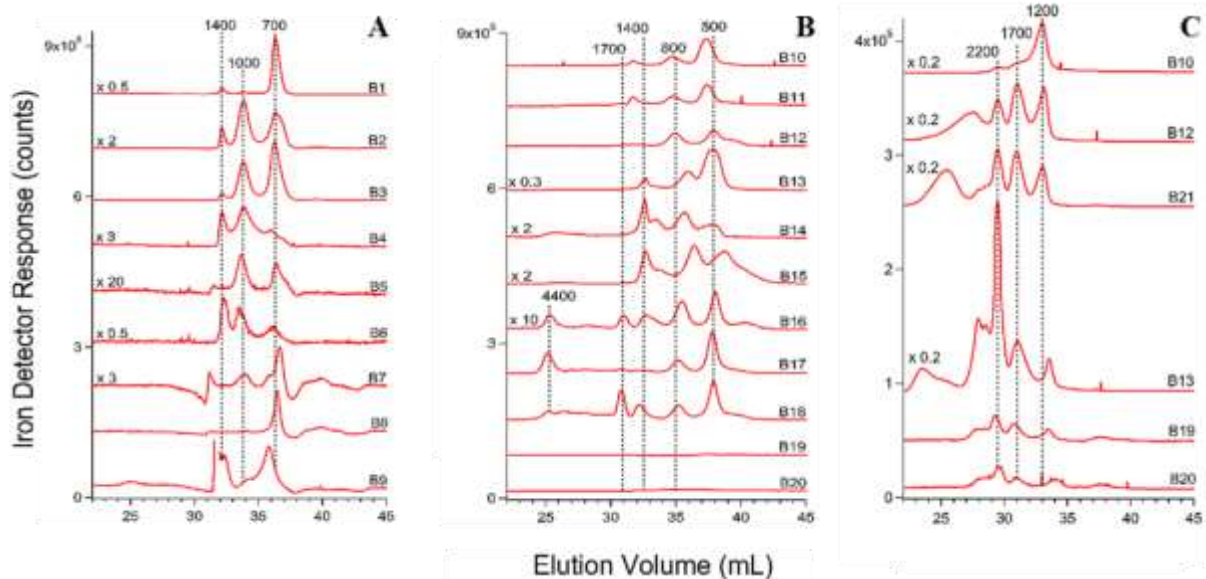 Iron Detector Response (counts)
A
1400
1000
700
x 0.5
B1
x 2
B2
6
B3
x 3
B4
x 20
B5
3
x 0.5
B6
x 3
B7
B8
0
B9
25 30 35 40 45
B
1700
1400
800
500
B10
B11
B12
6
x 0.3
B13
x 2
B14
x 2
B15
4400
3
x 10
B16
B17
B18
B19
0
B20
25 30 35 40 45
C
2200
1700
1200
4x10⁵
x 0.2
B10
3
x 0.2
B12
x 0.2
B21
2
1
x 0.2
B13
B19
0
B20
25 30 35 40 45
Elution Volume (mL)